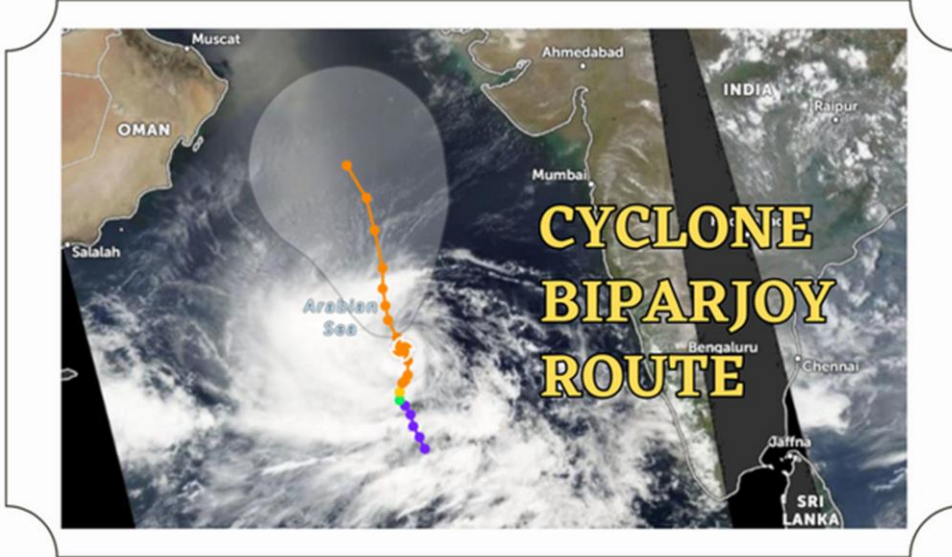 Muscat
Ahmedabad
INDIA
Raipur
OMAN
Mumbai
CYCLONE
Salalah
Arabian
Sea
BIPARJOY
Bengaluru
ROUTE
Chennai
Jaffna
SRI
LANKA